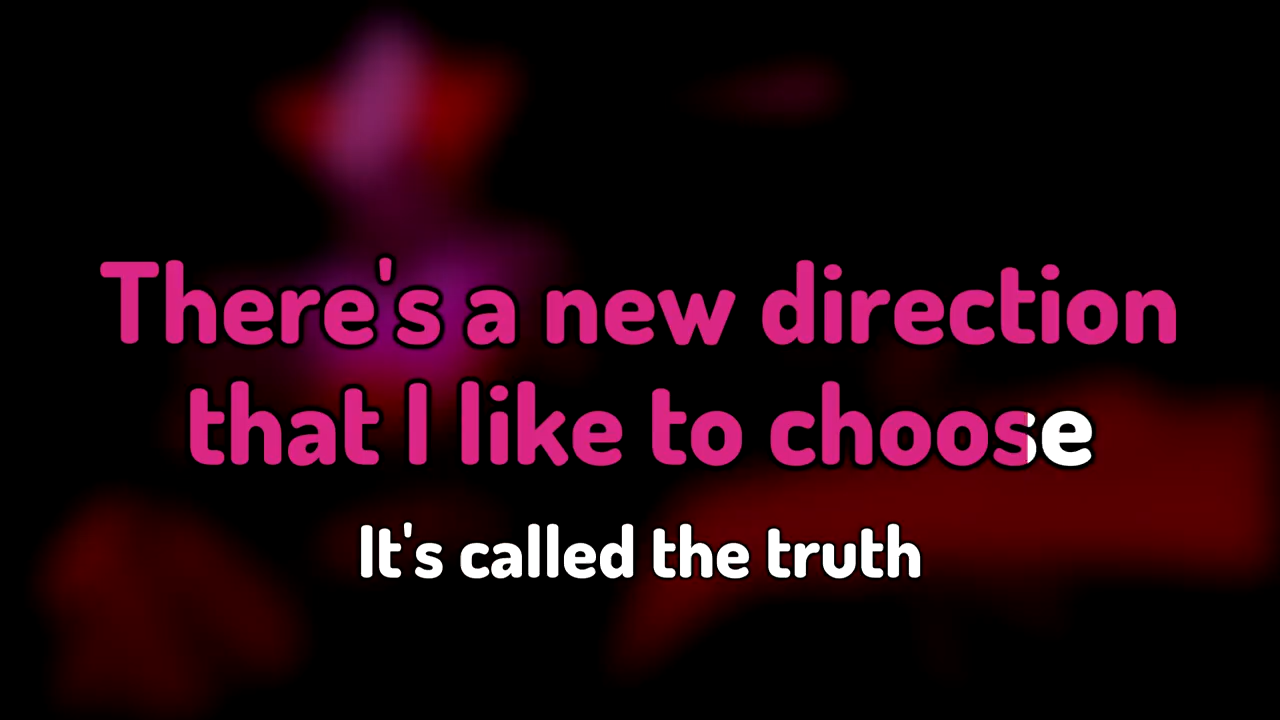 There's a new direction
that I like to choose
It's called the truth